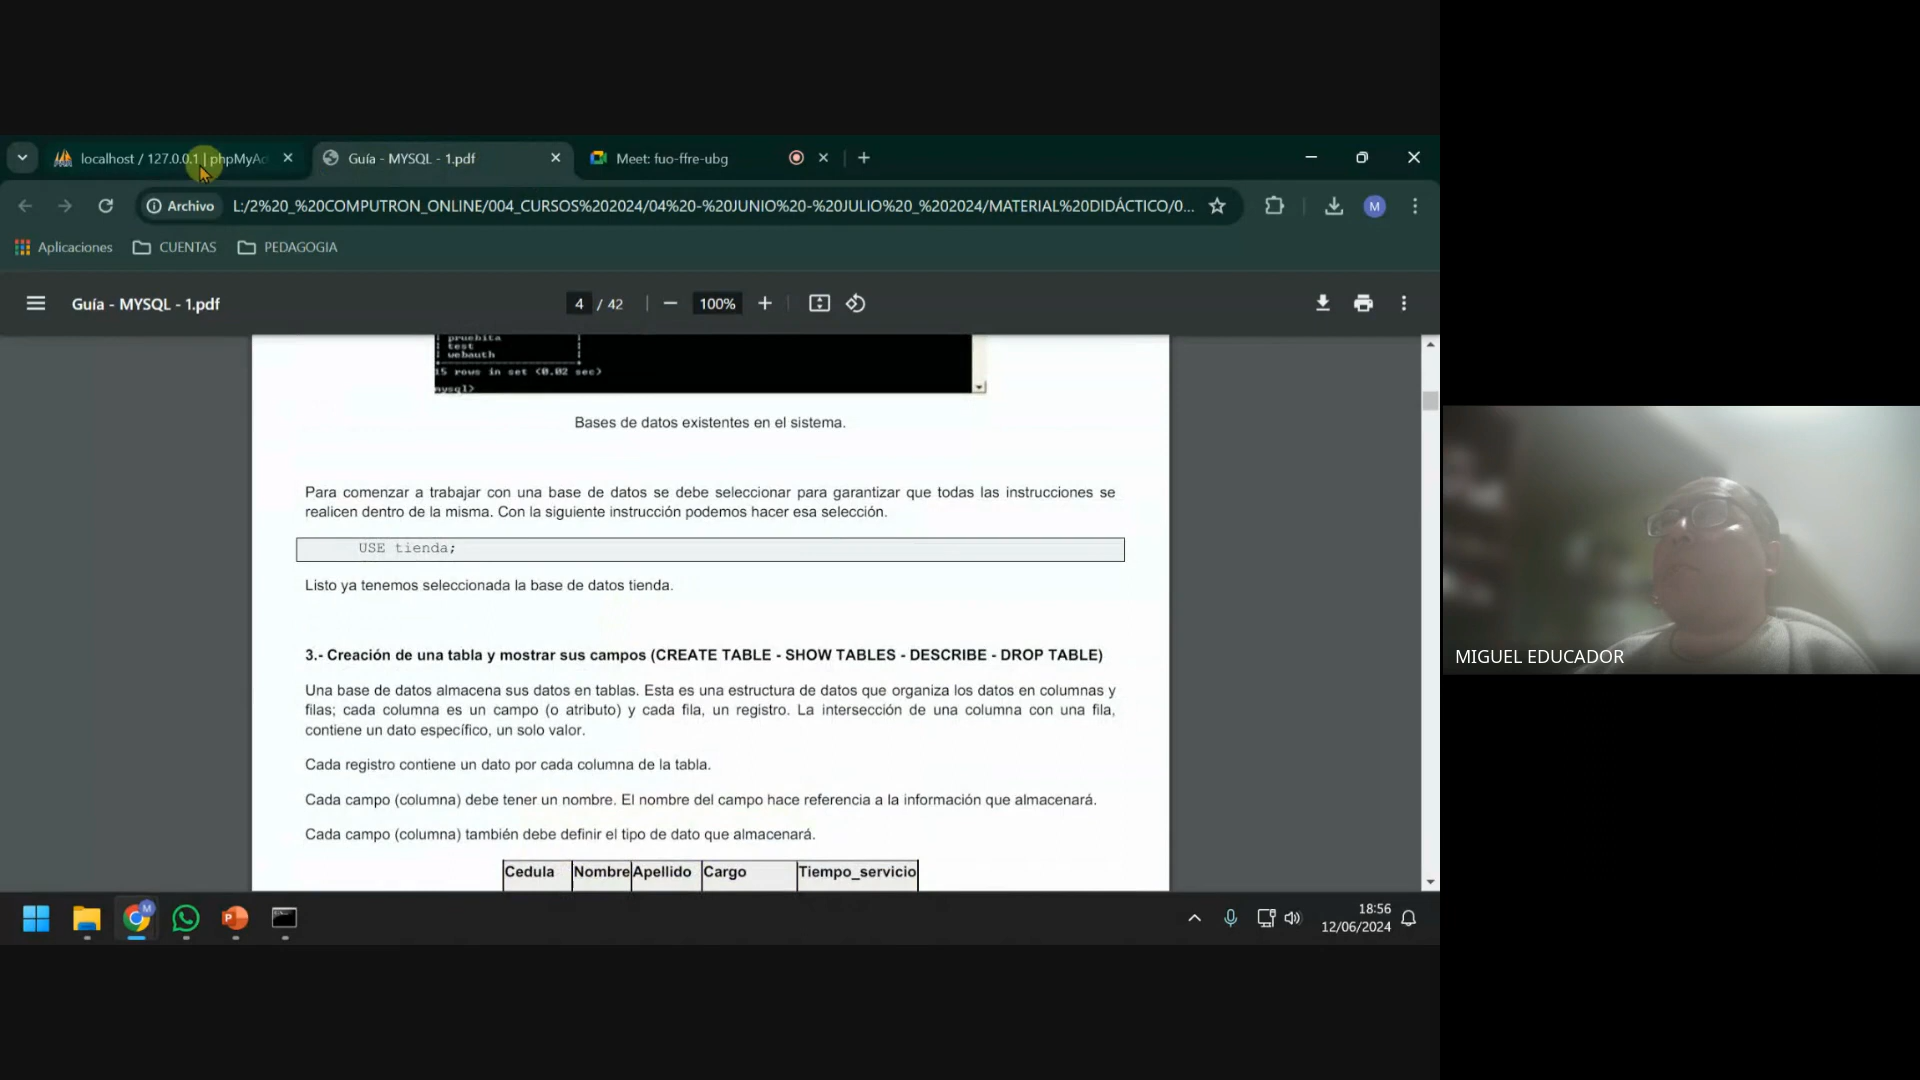 localhost / 127.0.0.1 | phpMyAd
Guía - MYSQL - 1.pdf
Meet: fuo-ffre-ubg
Archivo
L:/2%20_%20COMPUTRON_ONLINE/004_CURSOS%202024/04%20-%20JUNIO%20-%20JULIO%20_%202024/MATERIAL%20DIDÁCTICO/0...
M
Aplicaciones
CUENTAS
PEDAGOGIA
Guía - MYSQL - 1.pdf
4 / 42
100%
pruebita
test
webauth
15 rows in set (0.02 sec)
mysql>
Bases de datos existentes en el sistema.
Para comenzar a trabajar con una base de datos se debe seleccionar para garantizar que todas las instrucciones se
realicen dentro de la misma. Con la siguiente instrucción podemos hacer esa selección.
USE tienda;
Listo ya tenemos seleccionada la base de datos tienda.
3.- Creación de una tabla y mostrar sus campos (CREATE TABLE - SHOW TABLES - DESCRIBE - DROP TABLE)
Una base de datos almacena sus datos en tablas. Esta es una estructura de datos que organiza los datos en columnas y
filas; cada columna es un campo (o atributo) y cada fila, un registro. La intersección de una columna con una fila,
contiene un dato específico, un solo valor.
Cada registro contiene un dato por cada columna de la tabla.
Cada campo (columna) debe tener un nombre. El nombre del campo hace referencia a la información que almacenará.
Cada campo (columna) también debe definir el tipo de dato que almacenará.
Cedula Nombre Apellido Cargo Tiempo_servicio
MIGUEL EDUCADOR
18:56
12/06/2024